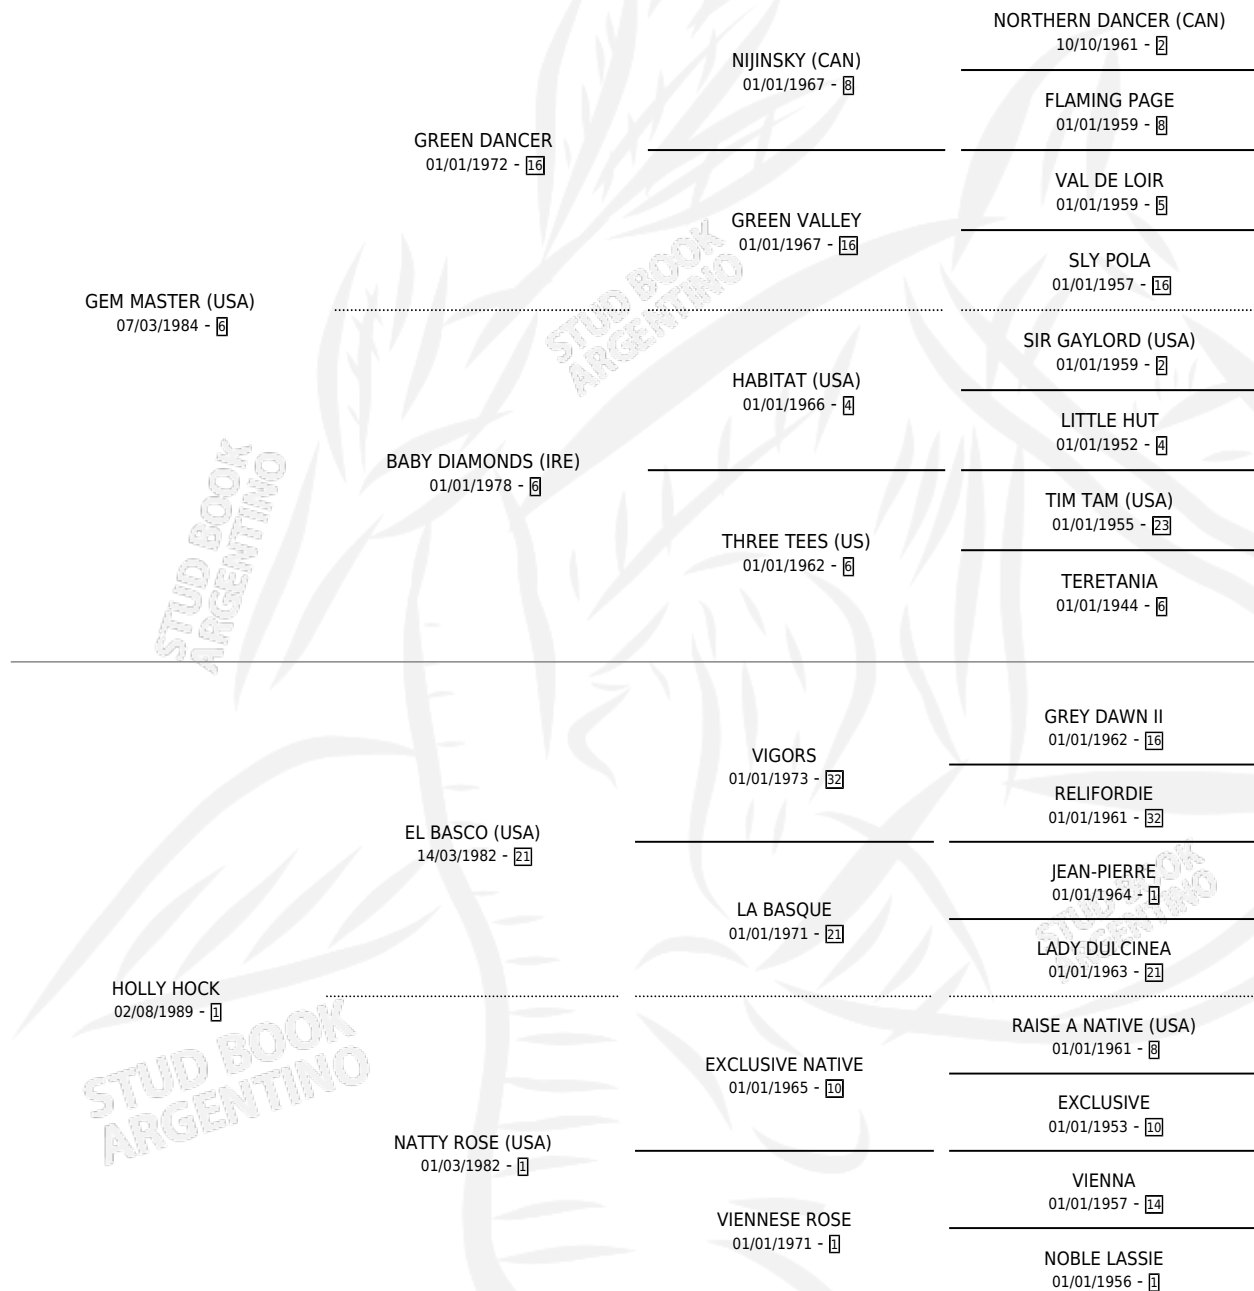 NORTHERN DANCER (CAN)
10/10/1961 - 2
NIJINSKY (CAN)
01/01/1967 - 8
FLAMING PAGE
01/01/1959 - 8
GREEN DANCER
01/01/1972 - 16
VAL DE LOIR
01/01/1959 - 5
GREEN VALLEY
01/01/1967 - 16
SLY POLA
01/01/1957 - 16
GEM MASTER (USA)
07/03/1984 - 6
SIR GAYLORD (USA)
01/01/1959 - 2
HABITAT (USA)
01/01/1966 - 4
LITTLE HUT
01/01/1952 - 4
BABY DIAMONDS (IRE)
01/01/1978 - 6
TIM TAM (USA)
01/01/1955 - 23
THREE TEES (US)
01/01/1962 - 6
TERETANIA
01/01/1944 - 6
GREY DAWN II
01/01/1962 - 16
VIGORS
01/01/1973 - 32
RELIFORDIE
01/01/1961 - 32
EL BASCO (USA)
14/03/1982 - 21
JEAN-PIERRE
01/01/1964 - 1
LA BASQUE
01/01/1971 - 21
LADY DULCINEA
01/01/1963 - 21
HOLLY HOCK
02/08/1989 - 1
RAISE A NATIVE (USA)
01/01/1961 - 8
EXCLUSIVE NATIVE
01/01/1965 - 10
EXCLUSIVE
01/01/1953 - 10
NATTY ROSE (USA)
01/03/1982 - 1
VIENNA
01/01/1957 - 14
VIENNESE ROSE
01/01/1971 - 1
NOBLE LASSIE
01/01/1956 - 1
STUD BOOK
ARGENTINO
STUD BOOK
ARGENTINO
STUD BOOK
ARGENTINO
STUD BOOK
ARGENTINO